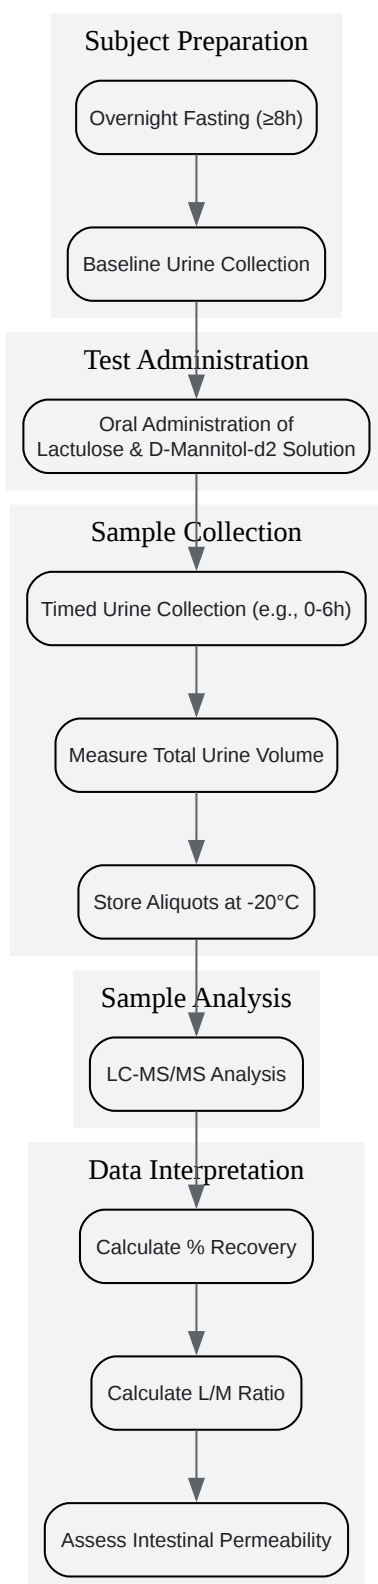 Subject Preparation
Overnight Fasting (≥8h)
Baseline Urine Collection
Test Administration
Oral Administration of
Lactulose & D-Mannitol-d2 Solution
Sample Collection
Timed Urine Collection (e.g., 0-6h)
Measure Total Urine Volume
Store Aliquots at -20°C
Sample Analysis
LC-MS/MS Analysis
Data Interpretation
Calculate % Recovery
Calculate L/M Ratio
Assess Intestinal Permeability